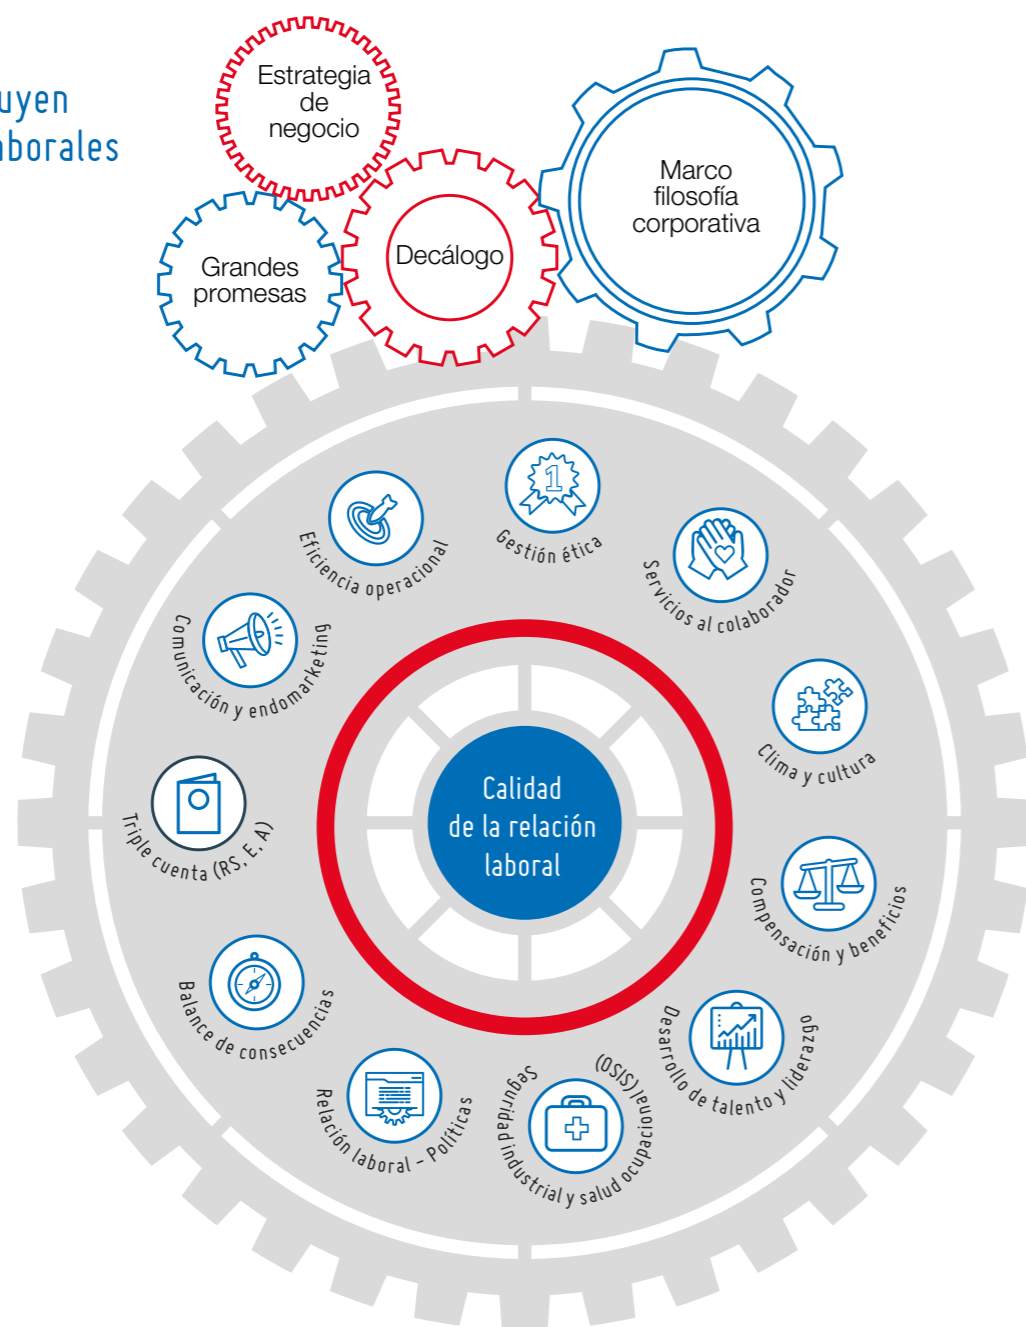 uyen
aborales
Estrategia
de
negocio
Marco
filosofía
corporativa
Decálogo
Grandes
promesas
1
Gestión ética
Eficiencia operacional
Servicios al colaborador
Comunicación y endomarketing
Clima y cultura
Triple cuenta (RS, E, A)
Calidad
de la relación
laboral
Compensación y beneficios
Balance de consecuencias
Desarrollo de talento y liderazgo
Relación laboral – Políticas
Seguridad industrial y salud ocupacional (SISO)